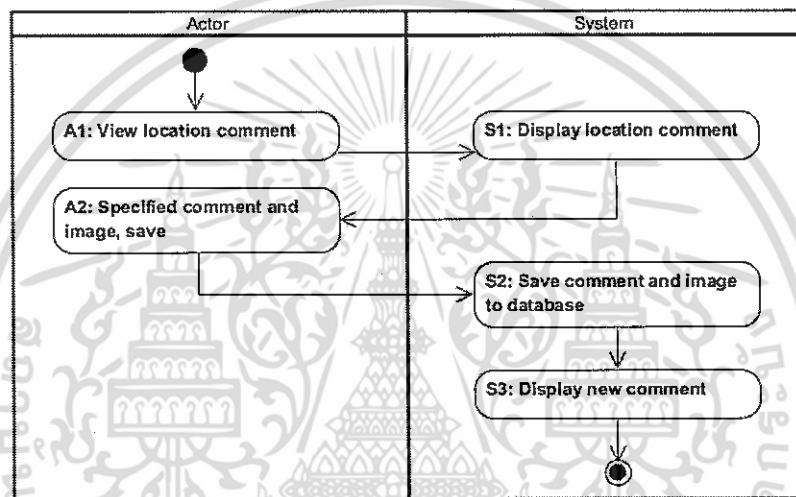 Actor
System
A1: View location comment
S1: Display location comment
A2: Specified comment and
image, save
S2: Save comment and image
to database
S3: Display new comment